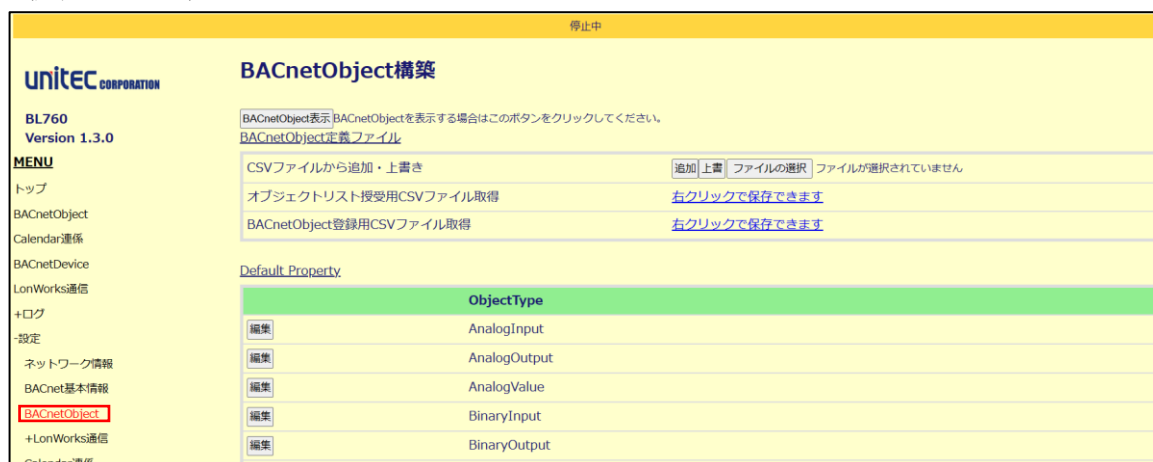 停止中
unitec CORPORATION
BL760
Version 1.3.0
MENU
トップ
BACnetObject
Calendar連係
BACnetDevice
LonWorks通信
+ログ
-設定
ネットワーク情報
BACnet基本情報
BACnetObject
+LonWorks通信
BACnetObject構築
BACnetObject表示 BACnetObjectを表示する場合はこのボタンをクリックしてください。
BACnetObject定義ファイル
CSVファイルから追加・上書き 追加 上書 ファイルの選択 ファイルが選択されていません
オブジェクトリスト授受用CSVファイル取得 右クリックで保存できます
BACnetObject登録用CSVファイル取得 右クリックで保存できます
Default Property
ObjectType
編集 AnalogInput
編集 AnalogOutput
編集 AnalogValue
編集 BinaryInput
編集 BinaryOutput